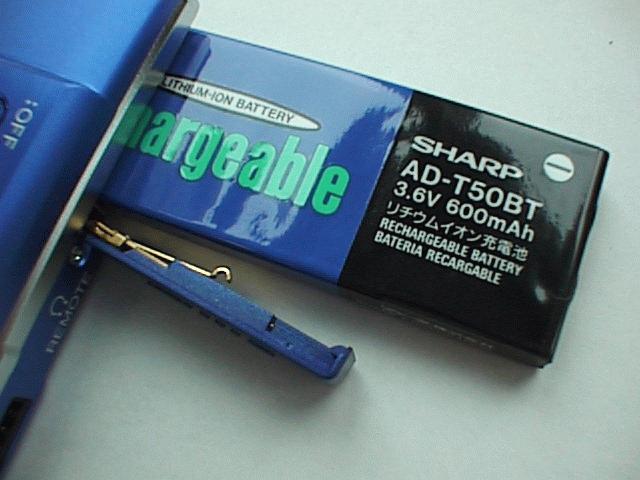 :OFF
LITHIUM-ION BATTERY
hargeable
SHARP
AD-T50BT
3.6V 600mAh
リチウムイオン充電池
RECHARGEABLE BATTERY
BATERIA RECARGABLE
REMOTE